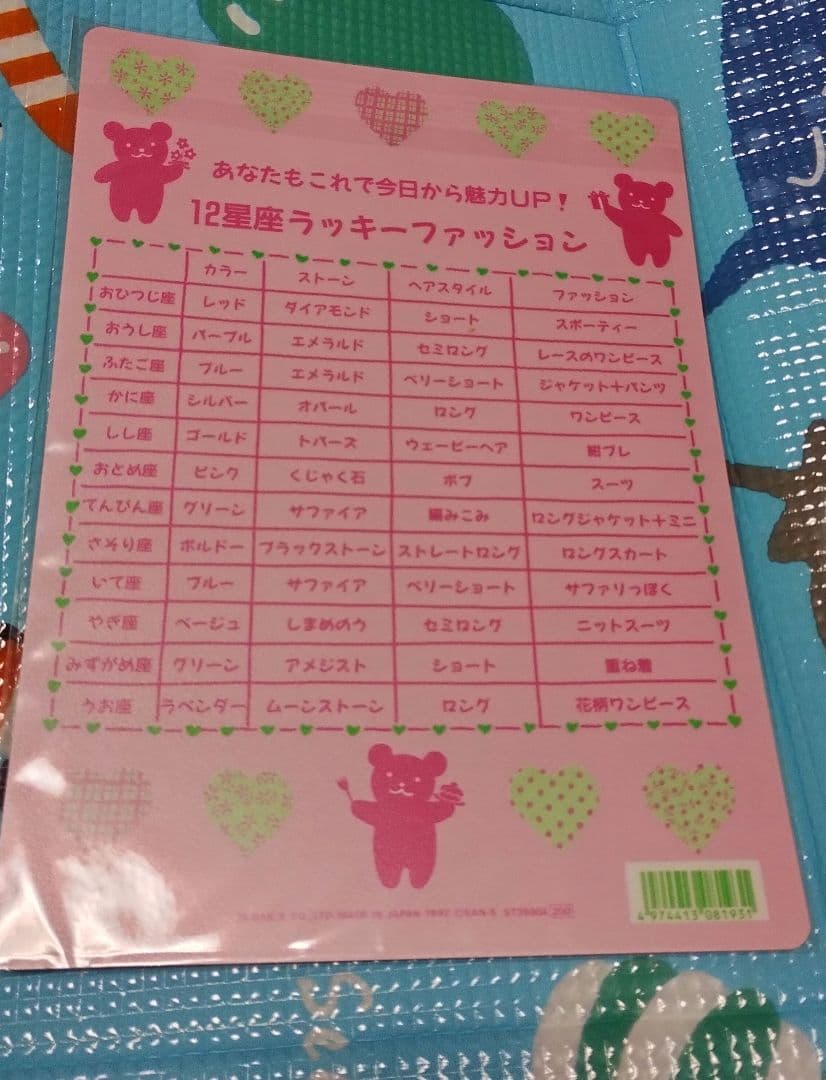 あなたもこれで今日から魅力UP!
12星座ラッキーファッション
カラー ストーン ヘアスタイル ファッション
おひつじ座 レッド ダイアモンド ショート スポーティー
おうし座 パープル エメラルド セミロング レースのワンピース
ふたご座 ブルー エメラルド ベリーショート ジャケット+パンツ
かに座 シルバー オパール ロング ワンピース
しし座 ゴールド トパーズ ウェービーヘア 紺ブレ
おとめ座 ピンク くじゃく石 ボブ スーツ
てんびん座 グリーン サファイア 編みこみ ロングジャケット+ミニ
さそり座 ボルドー ブラックストーン ストレートロング ロングスカート
いて座 ブルー サファイア ベリーショート サファリっぽく
やぎ座 ベージュ しまめのう セミロング ニットスーツ
みずがめ座 グリーン アメジスト ショート 重ね着
うお座 ラベンダー ムーンストーン ロング 花柄ワンピース
CO.,LTD. MADE IN JAPAN 1992 ©SAN-X
4 974413 081931